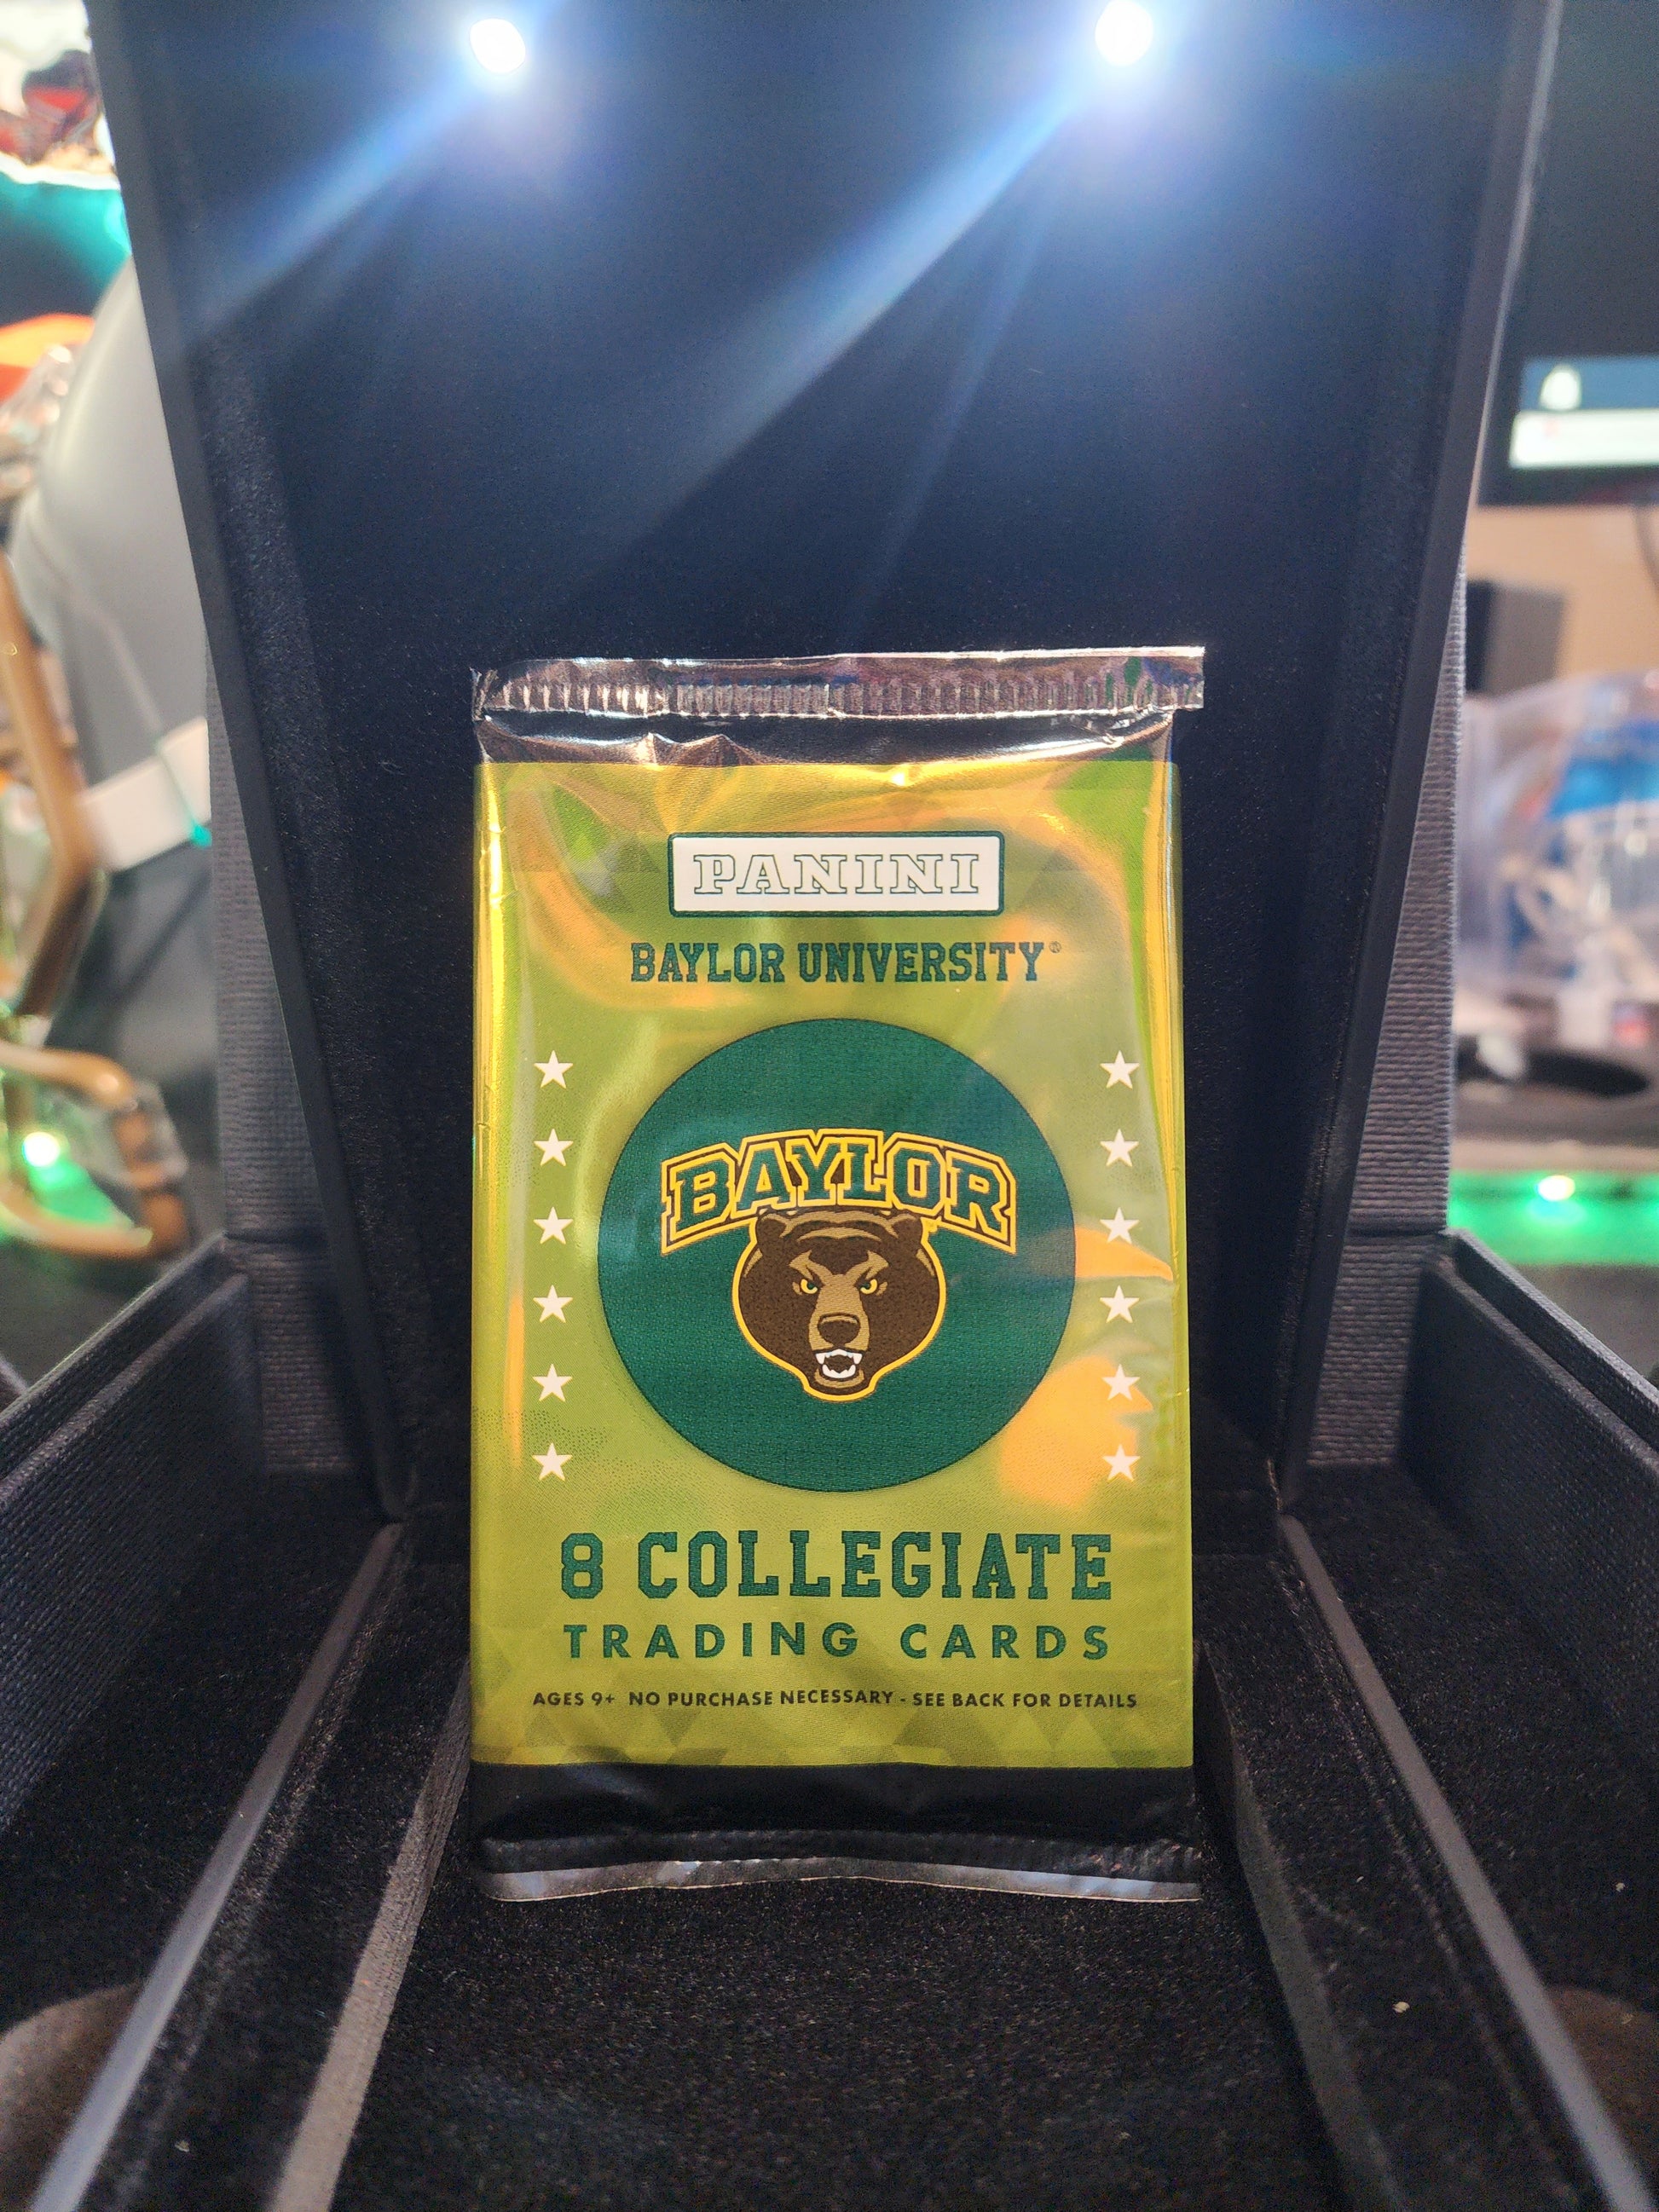 PANINI
BAYLOR UNIVERSITY®
BAYLOR
8 COLLEGIATE
TRADING CARDS
AGES 9+ NO PURCHASE NECESSARY - SEE BACK FOR DETAILS